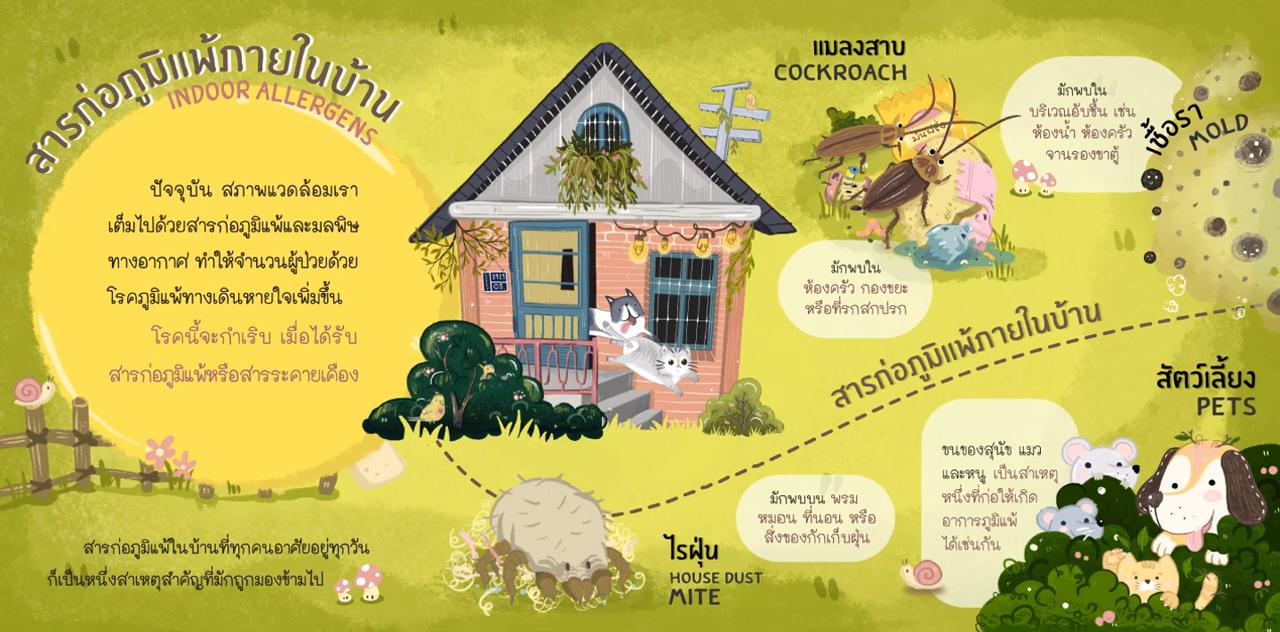 สารก่อภูมิแพ้ภายในบ้าน
INDOOR ALLERGENS
ปัจจุบัน สภาพแวดล้อมเรา
เต็มไปด้วยสารก่อภูมิแพ้และมลพิษ
ทางอากาศ ทำให้จำนวนผู้ป่วยด้วย
โรคภูมิแพ้ทางเดินหายใจเพิ่มขึ้น
โรคนี้จะกำเริบ เมื่อได้รับ
สารก่อภูมิแพ้หรือสารระคายเคือง
สารก่อภูมิแพ้ในบ้านที่ทุกคนอาศัยอยู่ทุกวัน
ก็เป็นหนึ่งสาเหตุสำคัญที่มักถูกมองข้ามไป
แมลงสาบ
COCKROACH
มันฝรั่ง
มักพบใน
ห้องครัว กองขยะ
หรือที่รกสกปรก
มักพบใน
บริเวณอับชื้น เช่น
ห้องน้ำ ห้องครัว
จานรองขาตู้
เชื้อรา
MOLD
สารก่อภูมิแพ้ภายในบ้าน
ไรฝุ่น
HOUSE DUST
MITE
มักพบบน พรม
หมอน ที่นอน หรือ
สิ่งของกักเก็บฝุ่น
สัตว์เลี้ยง
PETS
ขนของสุนัข แมว
และหนู เป็นสาเหตุ
หนึ่งที่ก่อให้เกิด
อาการภูมิแพ้
ได้เช่นกัน